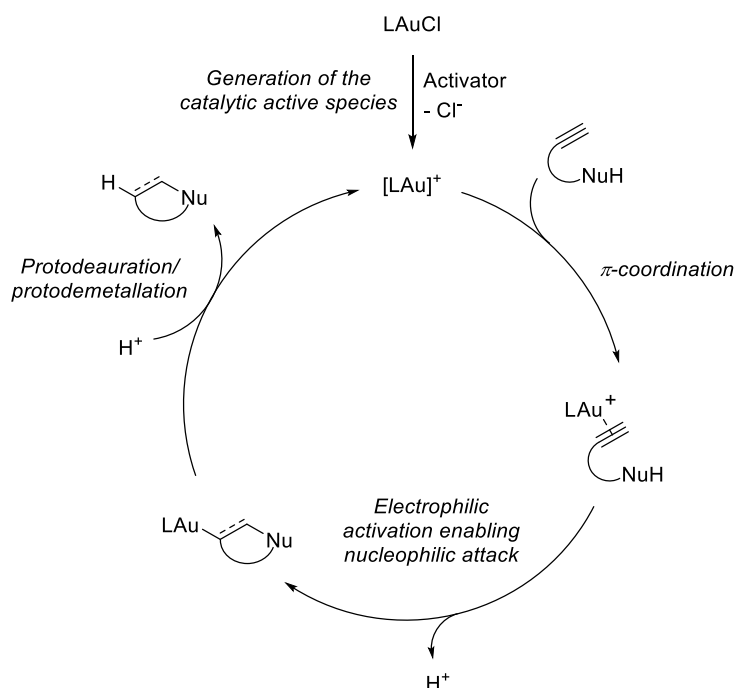 LAuCl
Generation of the
catalytic active species
Activator
- Cl⁻
[LAu]⁺
NuH
π-coordination
LAu⁺
NuH
Electrophilic
activation enabling
nucleophilic attack
H⁺
LAu
Nu
H⁺
Protodeauration/
protodemetallation
H
Nu